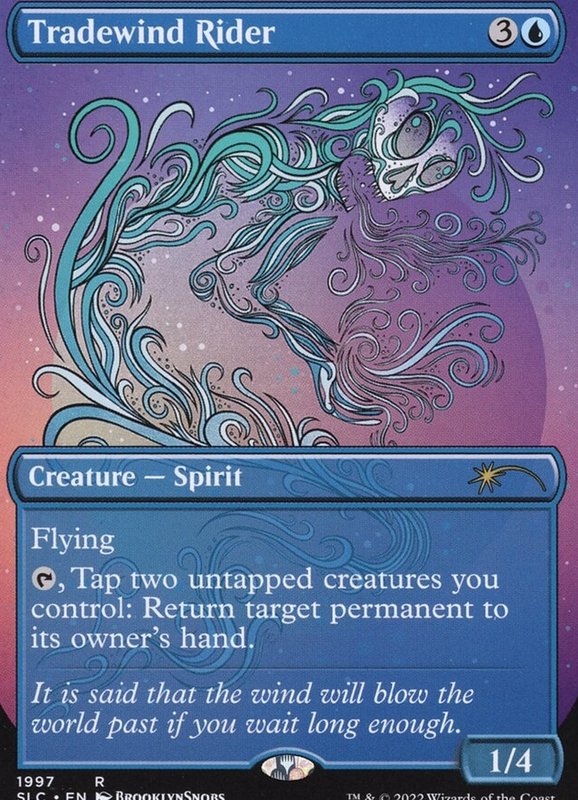 Tradewind Rider 3
Creature — Spirit
Flying
, Tap two untapped creatures you
control: Return target permanent to
its owner's hand.
It is said that the wind will blow the
world past if you wait long enough.
1/4
1997 R
SLC • EN BROOKLYNSNOBS ™ & © 2022 Wizards of the Coast